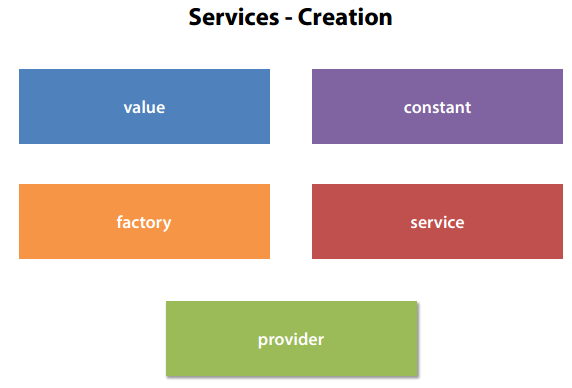 Services - Creation
value
constant
factory
service
provider